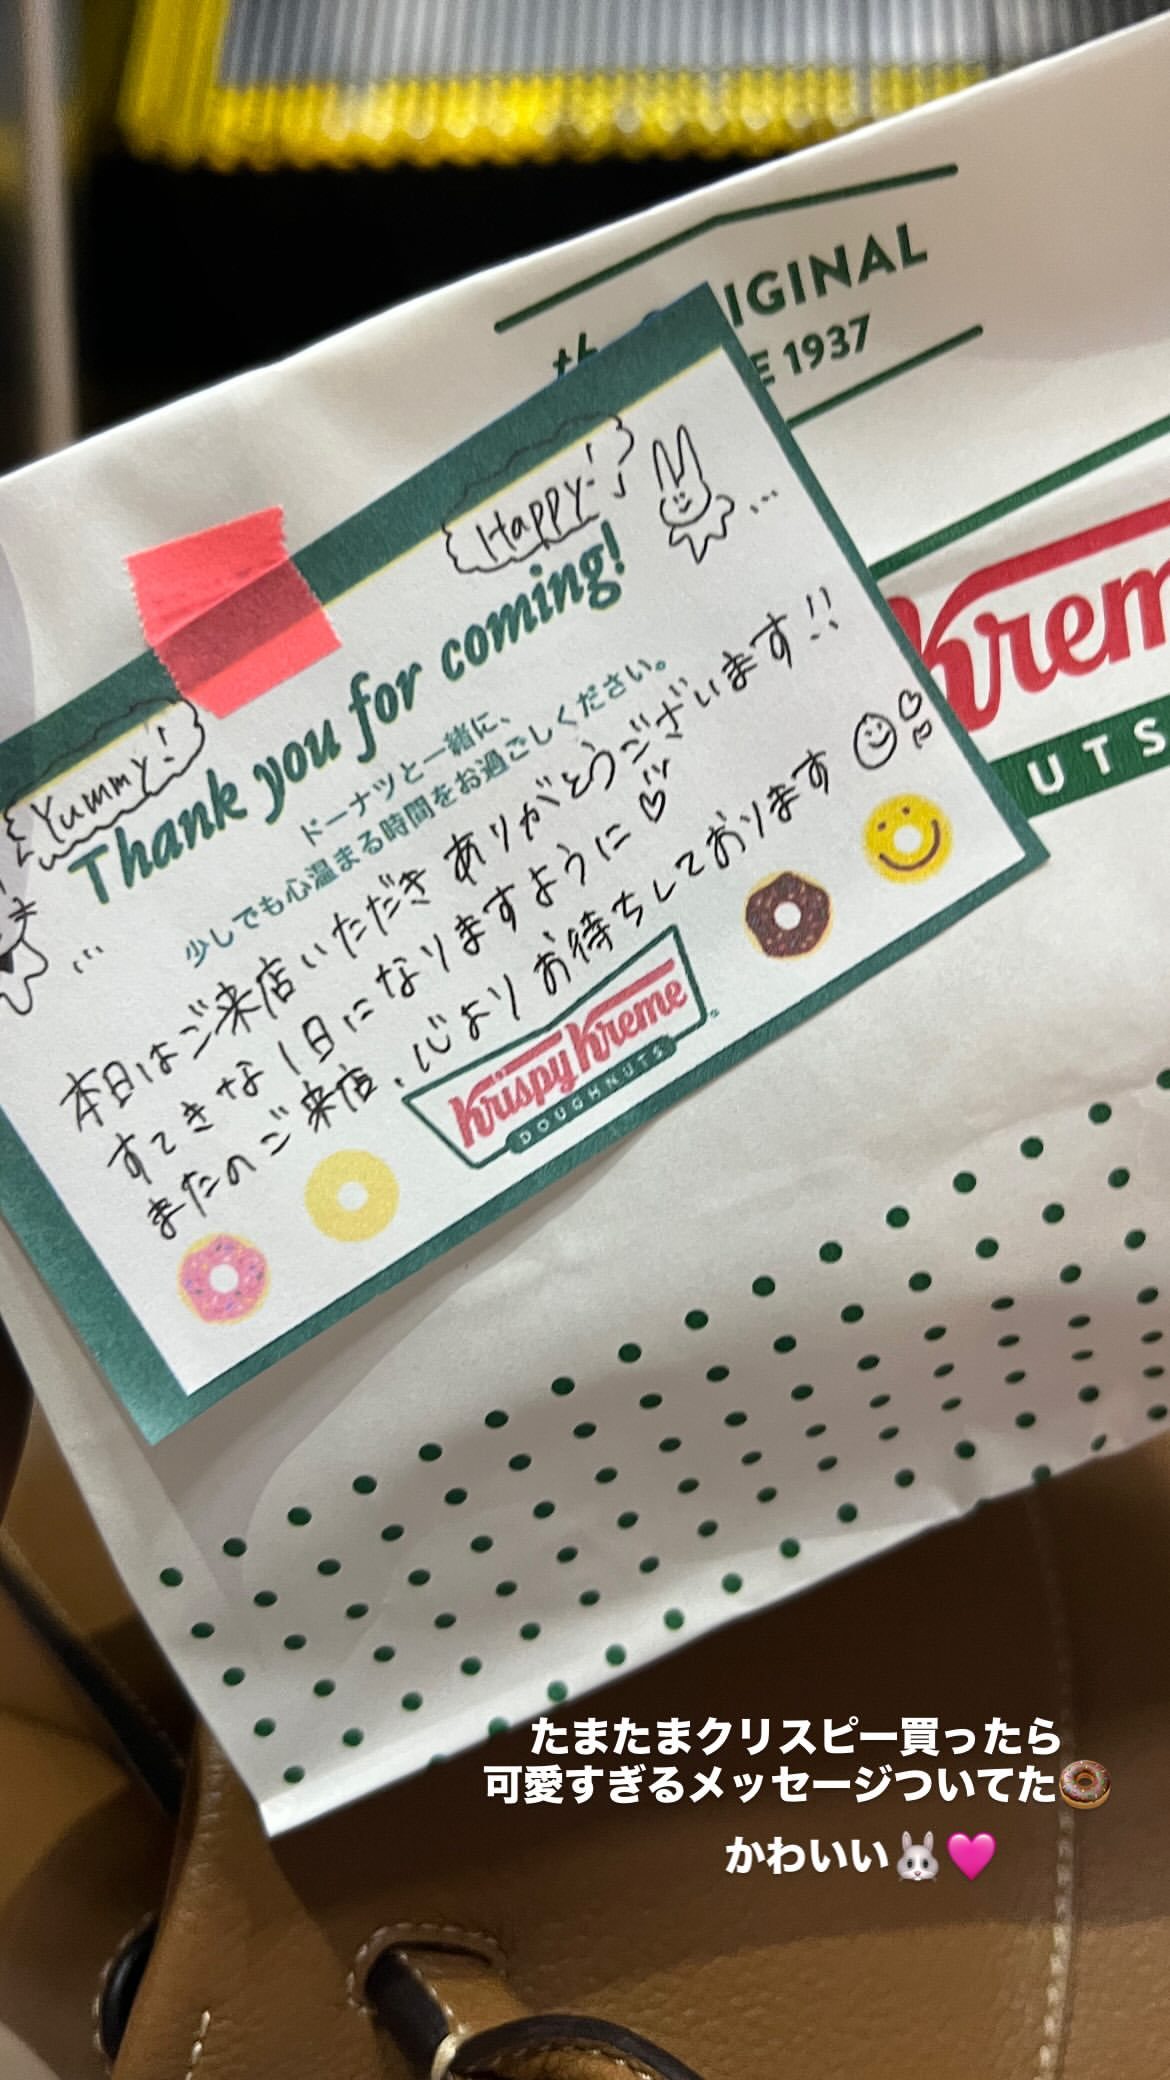 IGINAL
E 1937
Happy!
Yummy!
Thank you for coming!
ドーナツと一緒に、
少しでも心温まる時間をお過ごしください。
本日はご来店いただきありがとうございます!!
すてきな1日になりますように♡
またのご来店、心よりお待ちしております
Krispy Kreme
DOUGHNUTS
Krem
UTS
たまたまクリスピー買ったら
可愛すぎるメッセージついてた🍩
かわいい🐰🩷